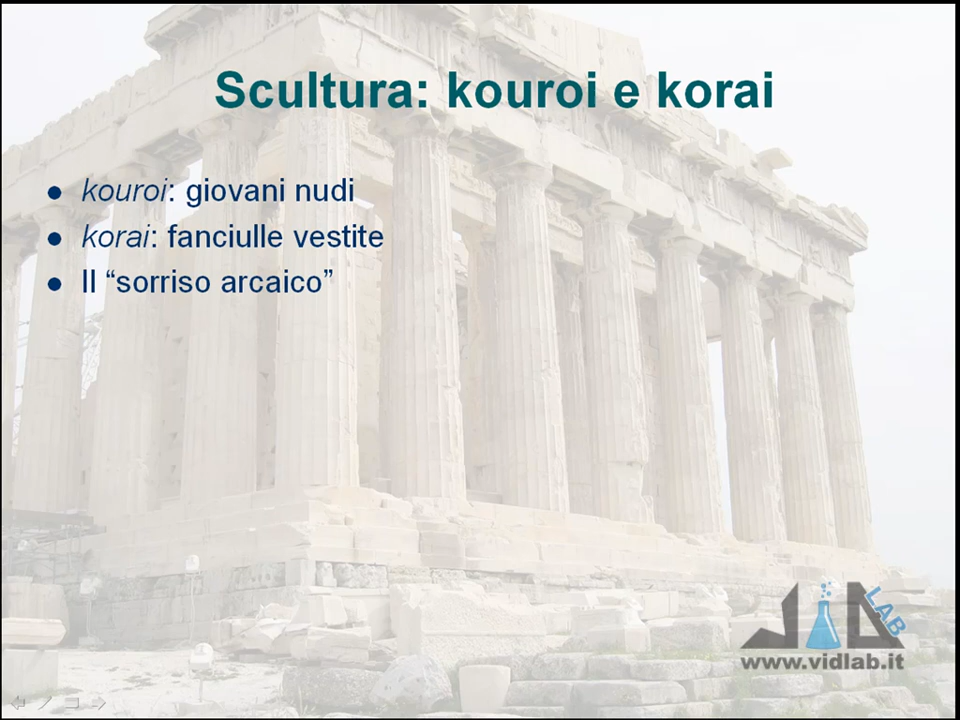 Scultura: kouroi e korai
kouroi: giovani nudi
korai: fanciulle vestite
Il “sorriso arcaico”
LAB
www.vidlab.it